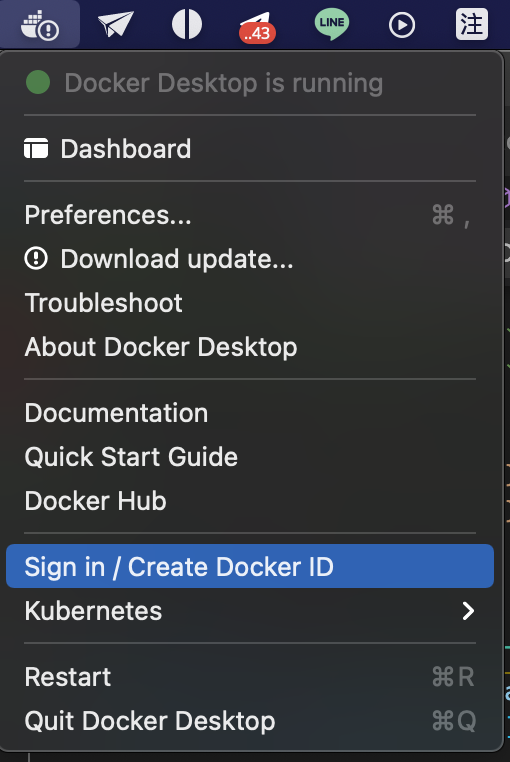 ..43
LINE
注
Docker Desktop is running
Dashboard
Preferences... ⌘ ,
Download update...
Troubleshoot
About Docker Desktop
Documentation
Quick Start Guide
Docker Hub
Sign in / Create Docker ID
Kubernetes
Restart ⌘R
Quit Docker Desktop ⌘Q